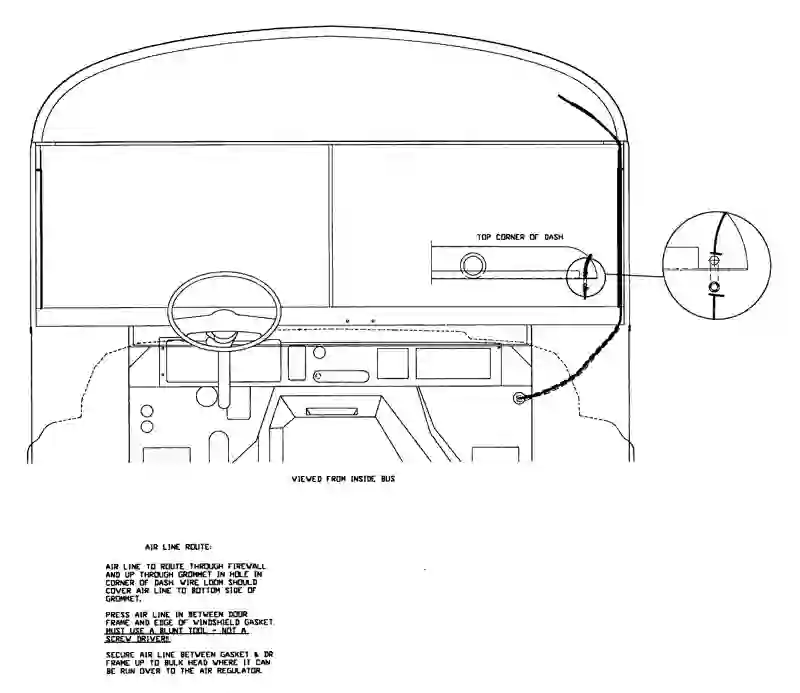 TOP CORNER OF DASH
VIEWED FROM INSIDE BUS
AIR LINE ROUTE:
AIR LINE TO ROUTE THROUGH FIREWALL
AND UP THROUGH GROMMET IN HOLE IN
CORNER OF DASH WIRE LOOM SHOULD
COVER AIR LINE TO BOTTOM SIDE OF
GROMMET.
PRESS AIR LINE IN BETWEEN DOOR
FRAME AND EDGE OF WINDSHIELD GASKET
MUST USE A BLUNT TOOL - NOT A
SCREW DRIVER!!
SECURE AIR LINE BETWEEN GASKET & DR
FRAME UP TO BULK HEAD WHERE IT CAN
BE RUN OVER TO THE AIR REGULATOR.